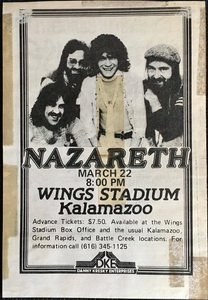 NAZARETH
MARCH 22
8:00 PM
WINGS STADIUM
Kalamazoo
Advance Tickets: $7.50. Available at the Wings
Stadium Box Office and the usual Kalamazoo,
Grand Rapids, and Battle Creek locations. For
information call (616) 345-1125
DKE
DANNY KRESKY ENTERPRISES